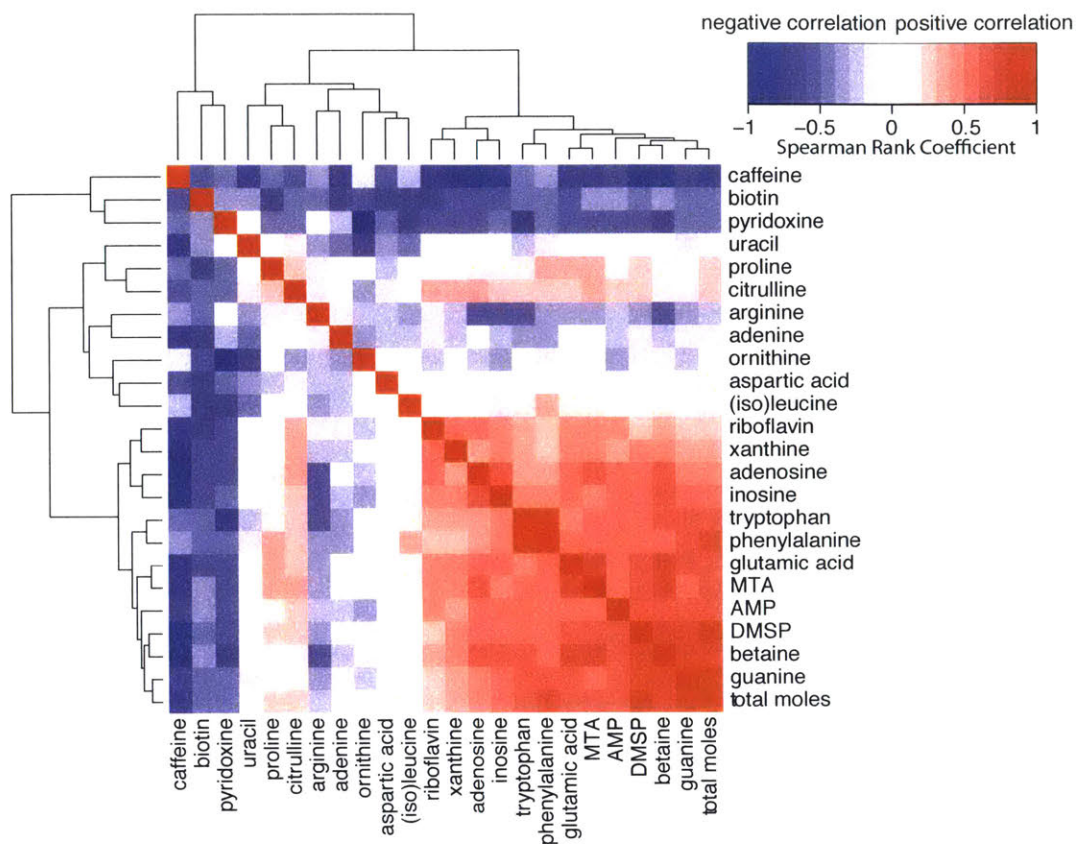 negative correlation positive correlation
−1 −0.5 0 0.5 1
Spearman Rank Coefficient
caffeine
biotin
pyridoxine
uracil
proline
citrulline
arginine
adenine
ornithine
aspartic acid
(iso)leucine
riboflavin
xanthine
adenosine
inosine
tryptophan
phenylalanine
glutamic acid
MTA
AMP
DMSP
betaine
guanine
total moles
caffeine
biotin
pyridoxine
uracil
proline
citrulline
arginine
adenine
ornithine
aspartic acid
(iso)leucine
riboflavin
xanthine
adenosine
inosine
tryptophan
phenylalanine
glutamic acid
MTA
AMP
DMSP
betaine
guanine
total moles